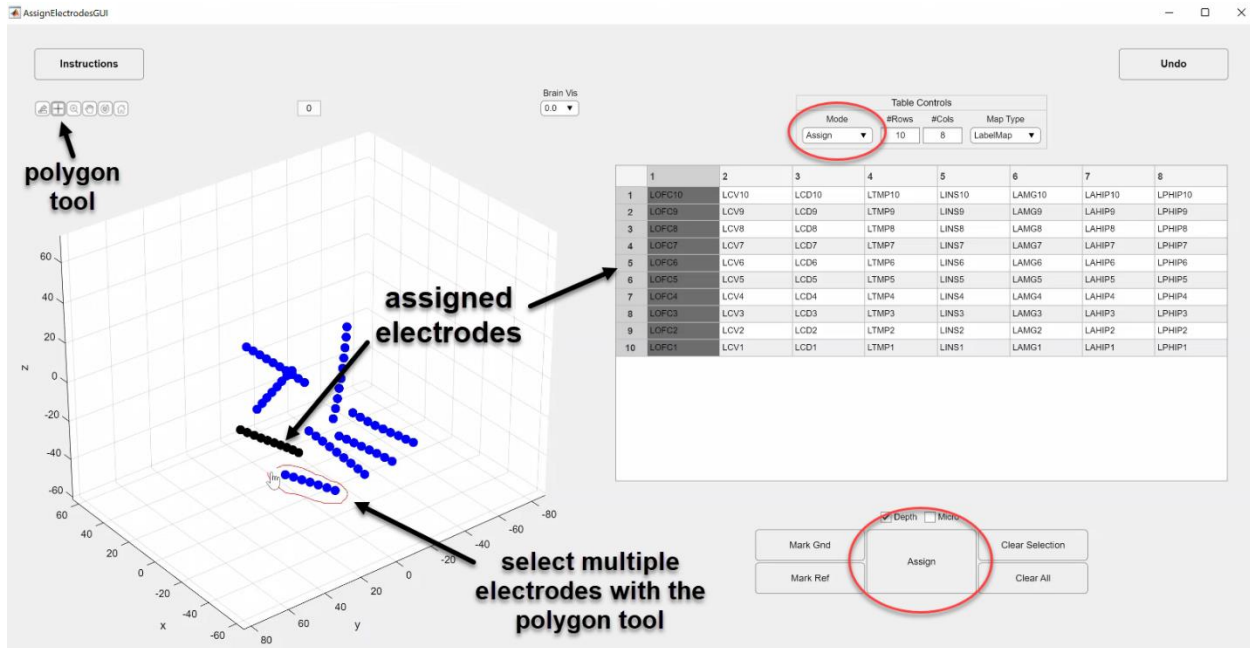 AssignElectrodesGUI
Instructions
Undo
0
Brain Vis
0.0
Table Controls
Mode #Rows #Cols Map Type
Assign 10 8 LabelMap
polygon
tool
1 2 3 4 5 6 7 8
1 LOFC10 LCV10 LCD10 LTMP10 LINS10 LAMG10 LAHIP10 LPHIP10
2 LOFC9 LCV9 LCD9 LTMP9 LINS9 LAMG9 LAHIP9 LPHIP9
3 LOFC8 LCV8 LCD8 LTMP8 LINS8 LAMG8 LAHIP8 LPHIP8
4 LOFC7 LCV7 LCD7 LTMP7 LINS7 LAMG7 LAHIP7 LPHIP7
5 LOFC6 LCV6 LCD6 LTMP6 LINS6 LAMG6 LAHIP6 LPHIP6
6 LOFC5 LCV5 LCD5 LTMP5 LINS5 LAMG5 LAHIP5 LPHIP5
7 LOFC4 LCV4 LCD4 LTMP4 LINS4 LAMG4 LAHIP4 LPHIP4
8 LOFC3 LCV3 LCD3 LTMP3 LINS3 LAMG3 LAHIP3 LPHIP3
9 LOFC2 LCV2 LCD2 LTMP2 LINS2 LAMG2 LAHIP2 LPHIP2
10 LOFC1 LCV1 LCD1 LTMP1 LINS1 LAMG1 LAHIP1 LPHIP1
assigned
electrodes
60
40
20
0
-20
-40
-60
z
60
40
20
0
-20
-40
-60
x
80
60
40
20
0
-20
-40
-60
-80
y
select multiple
electrodes with the
polygon tool
Depth Micro
Mark Gnd
Assign
Clear Selection
Mark Ref
Clear All